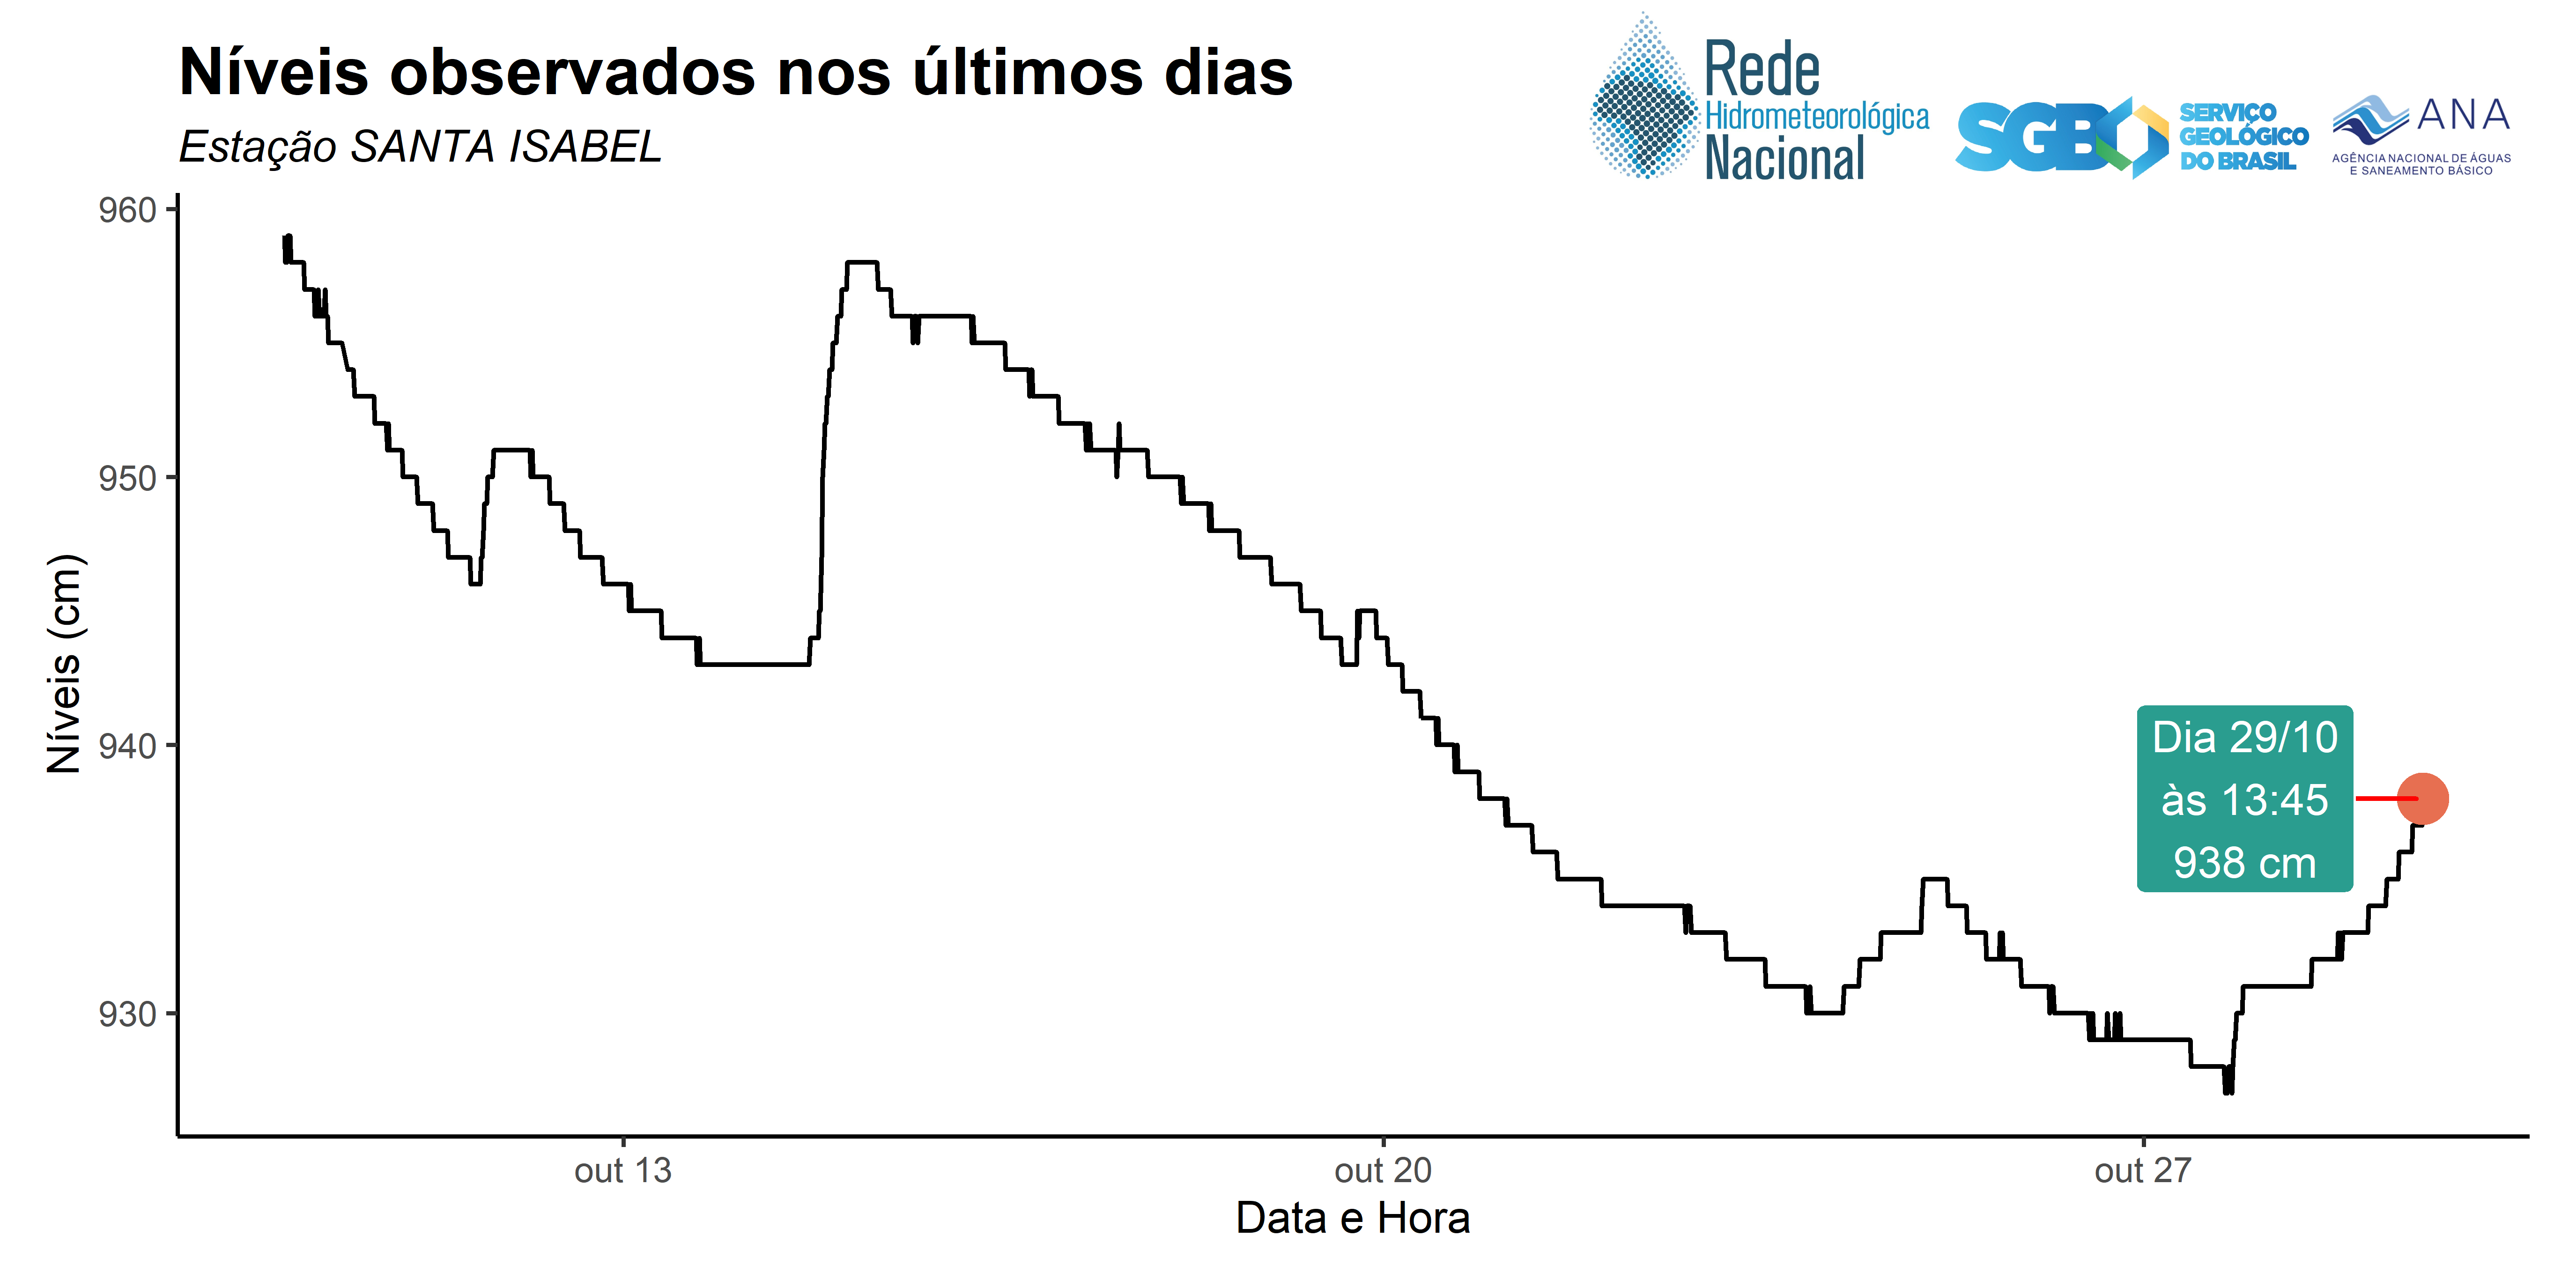 Níveis observados nos últimos dias
Estação SANTA ISABEL
Rede
Hidrometeorológica
Nacional
SGB
SERVIÇO
GEOLÓGICO
DO BRASIL
ANA
AGÊNCIA NACIONAL DE ÁGUAS
E SANEAMENTO BÁSICO
Níveis (cm)
960
950
940
930
Dia 29/10
às 13:45
938 cm
out 13
out 20
out 27
Data e Hora